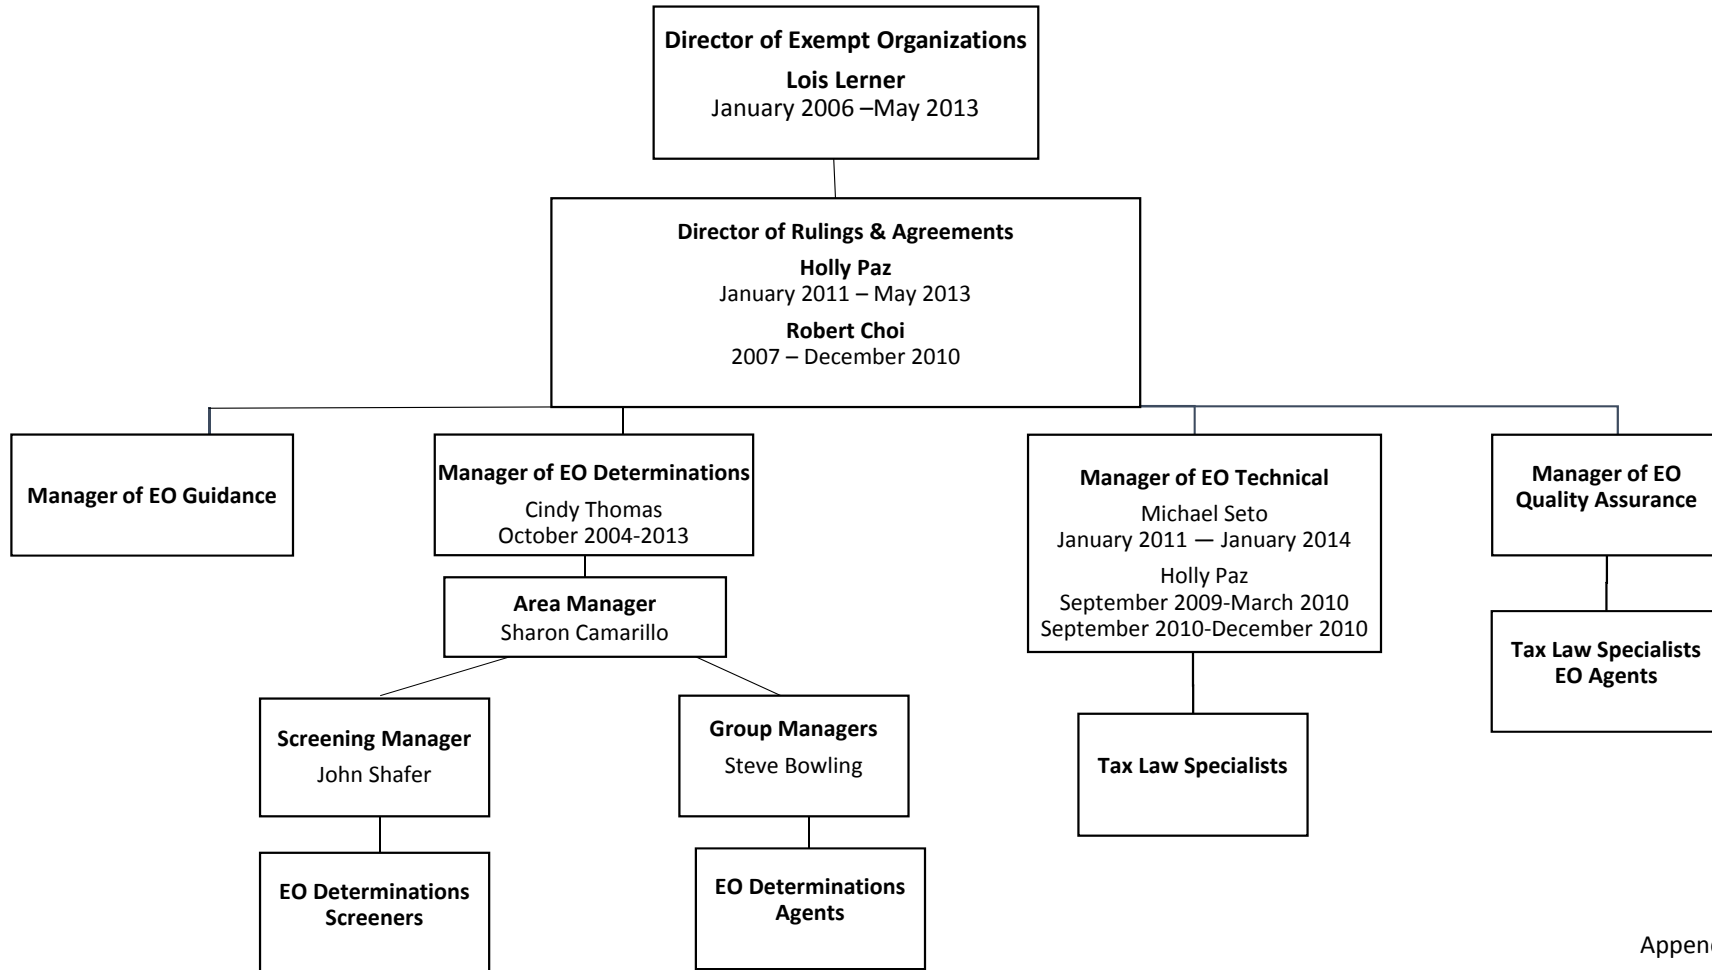 Director of Exempt Organizations
Lois Lerner
January 2006 –May 2013
Director of Rulings & Agreements
Holly Paz
January 2011 – May 2013
Robert Choi
2007 – December 2010
Manager of EO Guidance
Manager of EO Determinations
Cindy Thomas
October 2004-2013
Area Manager
Sharon Camarillo
Screening Manager
John Shafer
EO Determinations
Screeners
Group Managers
Steve Bowling
EO Determinations
Agents
Manager of EO Technical
Michael Seto
January 2011 — January 2014
Holly Paz
September 2009-March 2010
September 2010-December 2010
Tax Law Specialists
Manager of EO
Quality Assurance
Tax Law Specialists
EO Agents